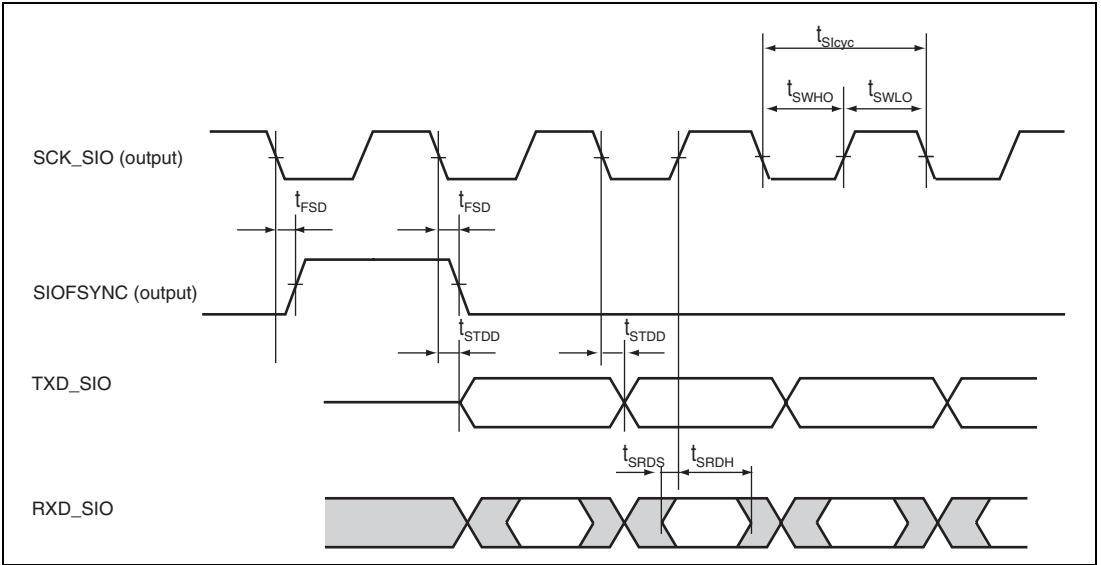 tSIcyc
tSWHO tSWLO
SCK_SIO (output)
tFSD tFSD
SIOFSYNC (output)
tSTDD tSTDD
TXD_SIO
tSRDS tSRDH
RXD_SIO